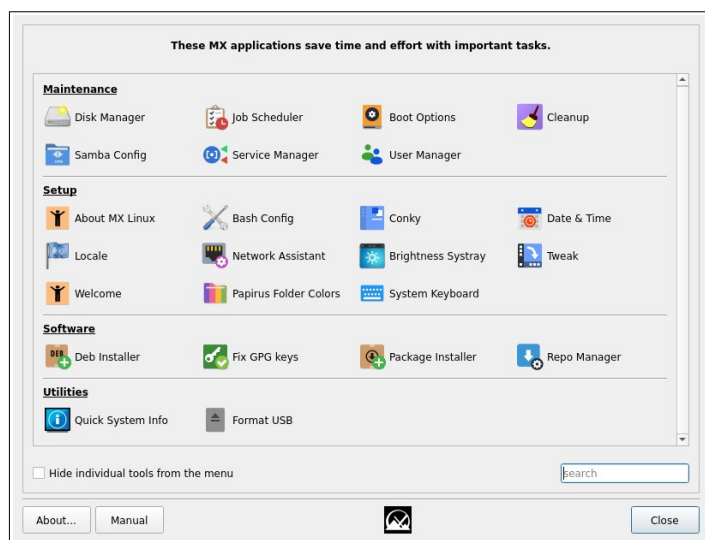 These MX applications save time and effort with important tasks.
Maintenance
Disk Manager
Job Scheduler
Boot Options
Cleanup
Samba Config
Service Manager
User Manager
Setup
About MX Linux
Bash Config
Conky
Date & Time
Locale
Network Assistant
Brightness Systray
Tweak
Welcome
Papirus Folder Colors
System Keyboard
Software
DEB
Deb Installer
Fix GPG keys
Package Installer
Repo Manager
Utilities
Quick System Info
Format USB
Hide individual tools from the menu
search
About...
Manual
Close